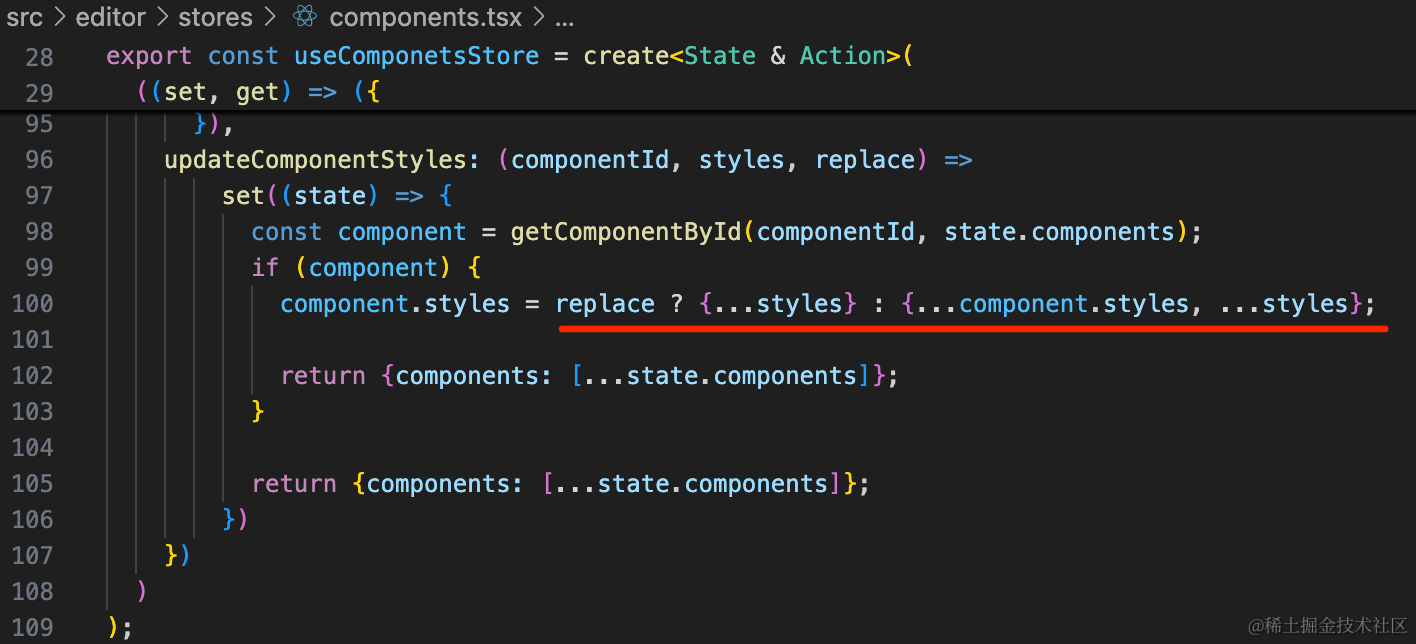 src > editor > stores > components.tsx > ...
28 export const useComponetsStore = create<State & Action>(
29 ((set, get) => ({
95 }),
96 updateComponentStyles: (componentId, styles, replace) =>
97 set((state) => {
98 const component = getComponentById(componentId, state.components);
99 if (component) {
100 component.styles = replace ? {...styles} : {...component.styles, ...styles};
101
102 return {components: [...state.components]};
103 }
104
105 return {components: [...state.components]};
106 })
107 })
108 )
109 );
@稀土掘金技术社区